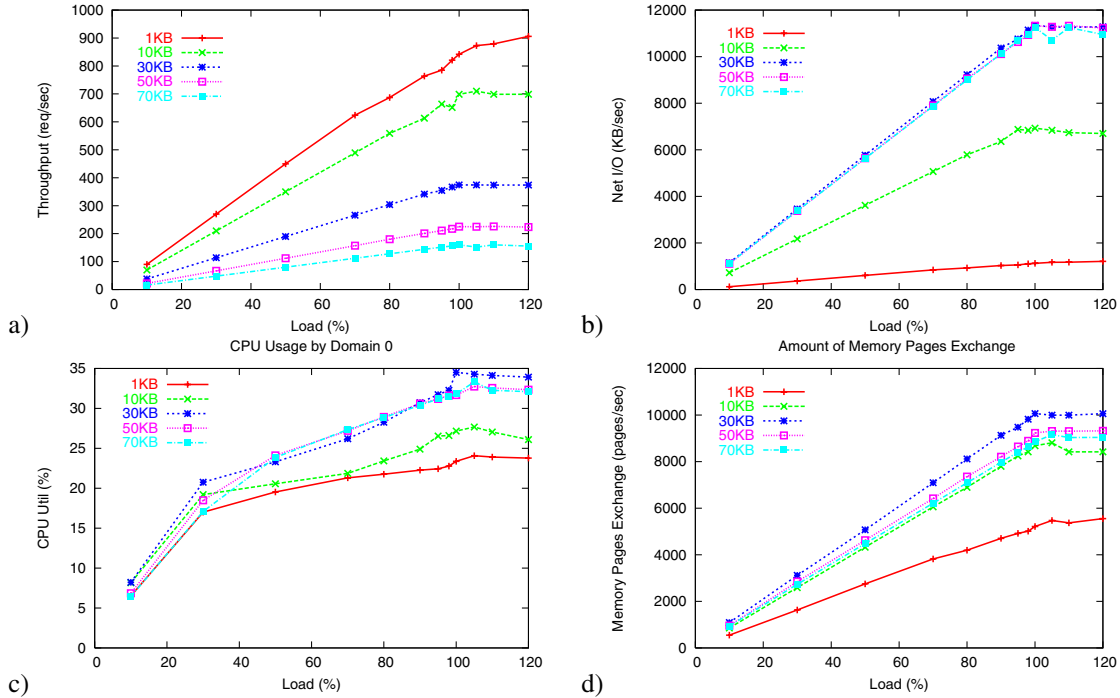 1000
900
800
700
600
500
400
300
200
100
0
Throughput (req/sec)
1KB
10KB
30KB
50KB
70KB
0 20 40 60 80 100 120
Load (%)
a)
12000
10000
8000
6000
4000
2000
0
Net I/O (KB/sec)
1KB
10KB
30KB
50KB
70KB
0 20 40 60 80 100 120
Load (%)
b)
CPU Usage by Domain 0
35
30
25
20
15
10
5
0
CPU Util (%)
1KB
10KB
30KB
50KB
70KB
0 20 40 60 80 100 120
Load (%)
c)
Amount of Memory Pages Exchange
12000
10000
8000
6000
4000
2000
0
Memory Pages Exchange (pages/sec)
1KB
10KB
30KB
50KB
70KB
0 20 40 60 80 100 120
Load (%)
d)